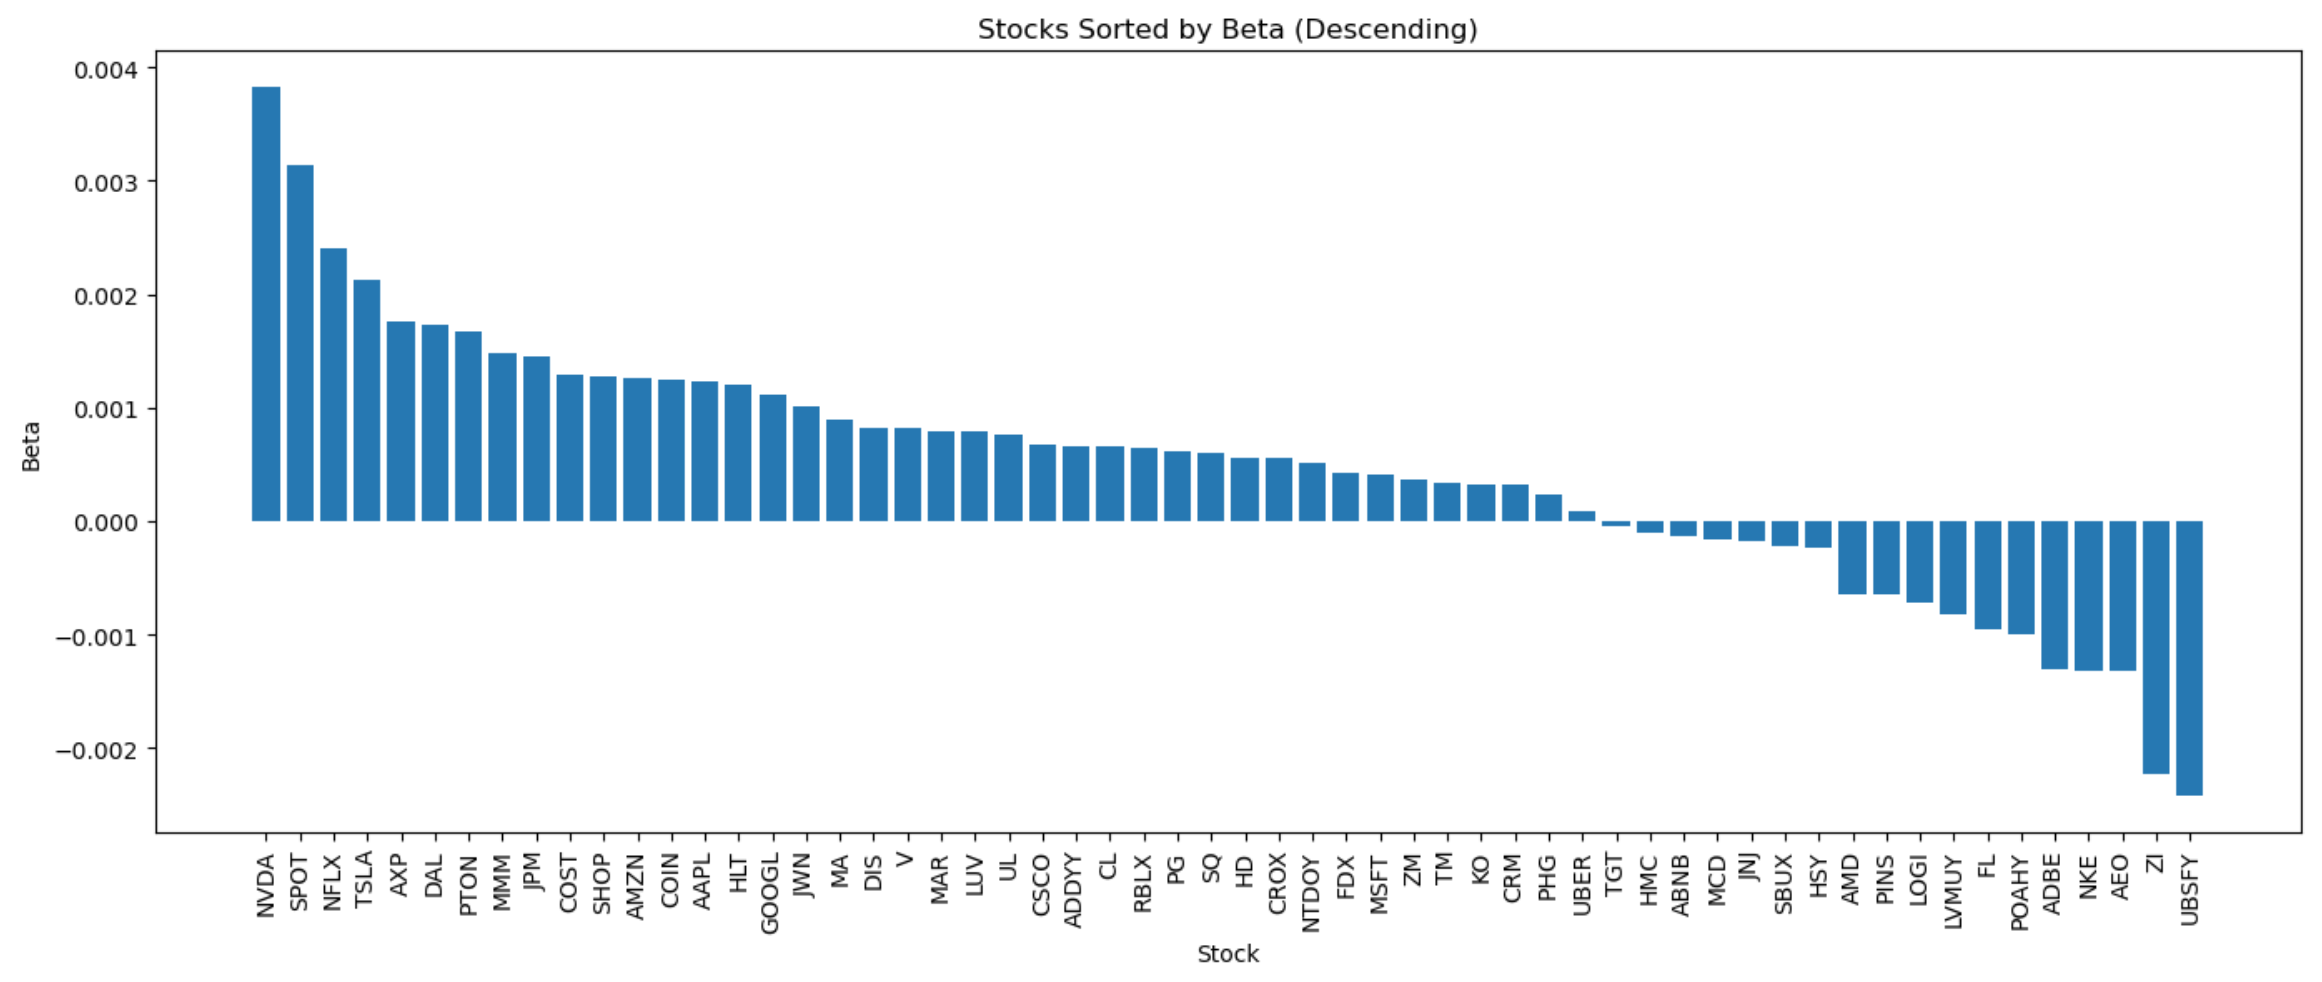 Stocks Sorted by Beta (Descending)
0.004
0.003
0.002
0.001
0.000
−0.001
−0.002
Beta
NVDA
SPOT
NFLX
TSLA
AXP
DAL
PTON
MMM
JPM
COST
SHOP
AMZN
COIN
AAPL
HLT
GOOGL
JWN
MA
DIS
V
MAR
LUV
UL
CSCO
ADDYY
CL
RBLX
PG
SQ
HD
CROX
NTDOY
FDX
MSFT
ZM
TM
KO
CRM
PHG
UBER
TGT
HMC
ABNB
MCD
JNJ
SBUX
HSY
AMD
PINS
LOGI
LVMUY
FL
POAHY
ADBE
NKE
AEO
ZI
UBSFY
Stock